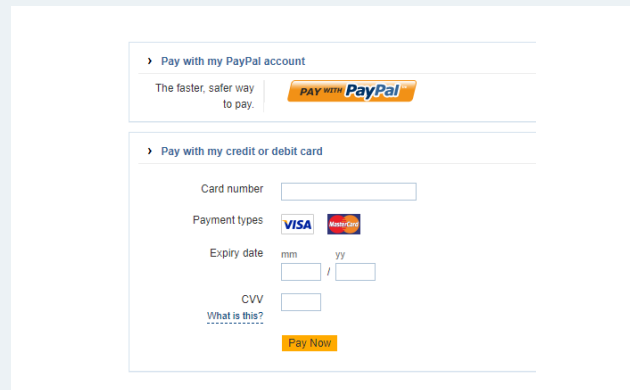 Pay with my PayPal account
The faster, safer way
to pay.
PAY WITH PayPal
Pay with my credit or debit card
Card number
Payment types
VISA
MasterCard
Expiry date
mm yy
/
CVV
What is this?
Pay Now